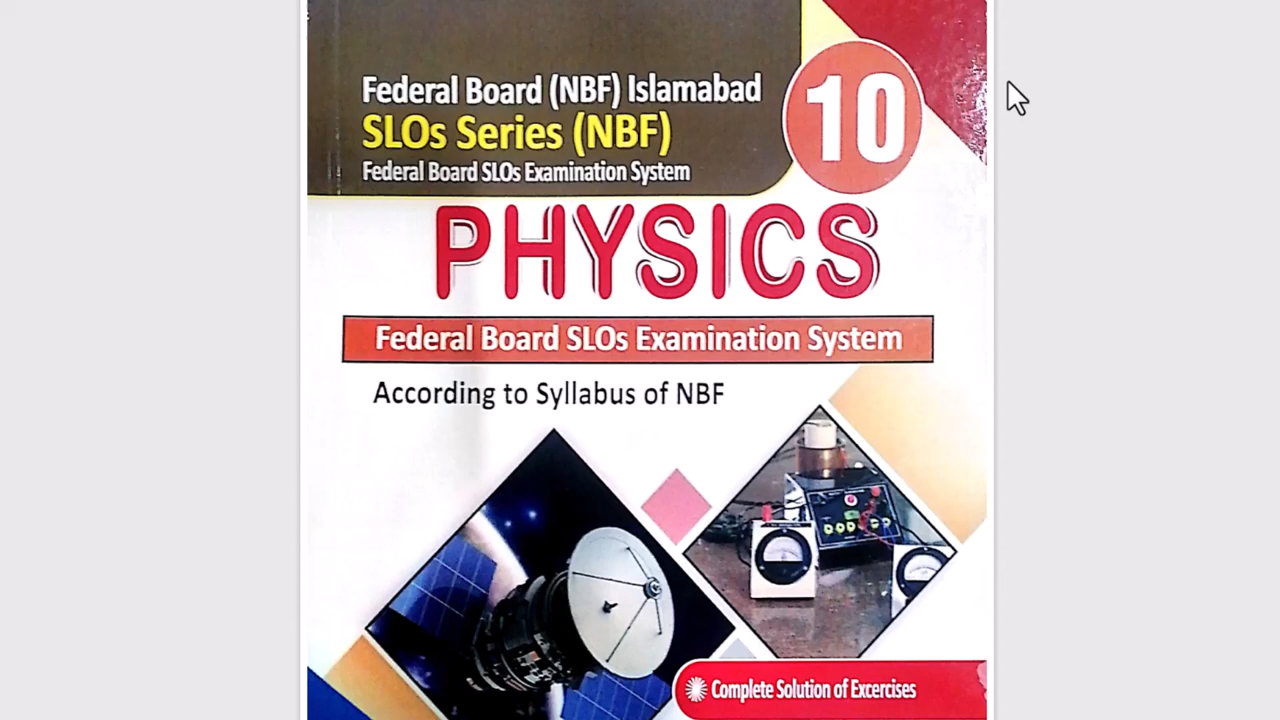 Federal Board (NBF) Islamabad
SLOs Series (NBF)
Federal Board SLOs Examination System
10
PHYSICS
Federal Board SLOs Examination System
According to Syllabus of NBF
Complete Solution of Excercises